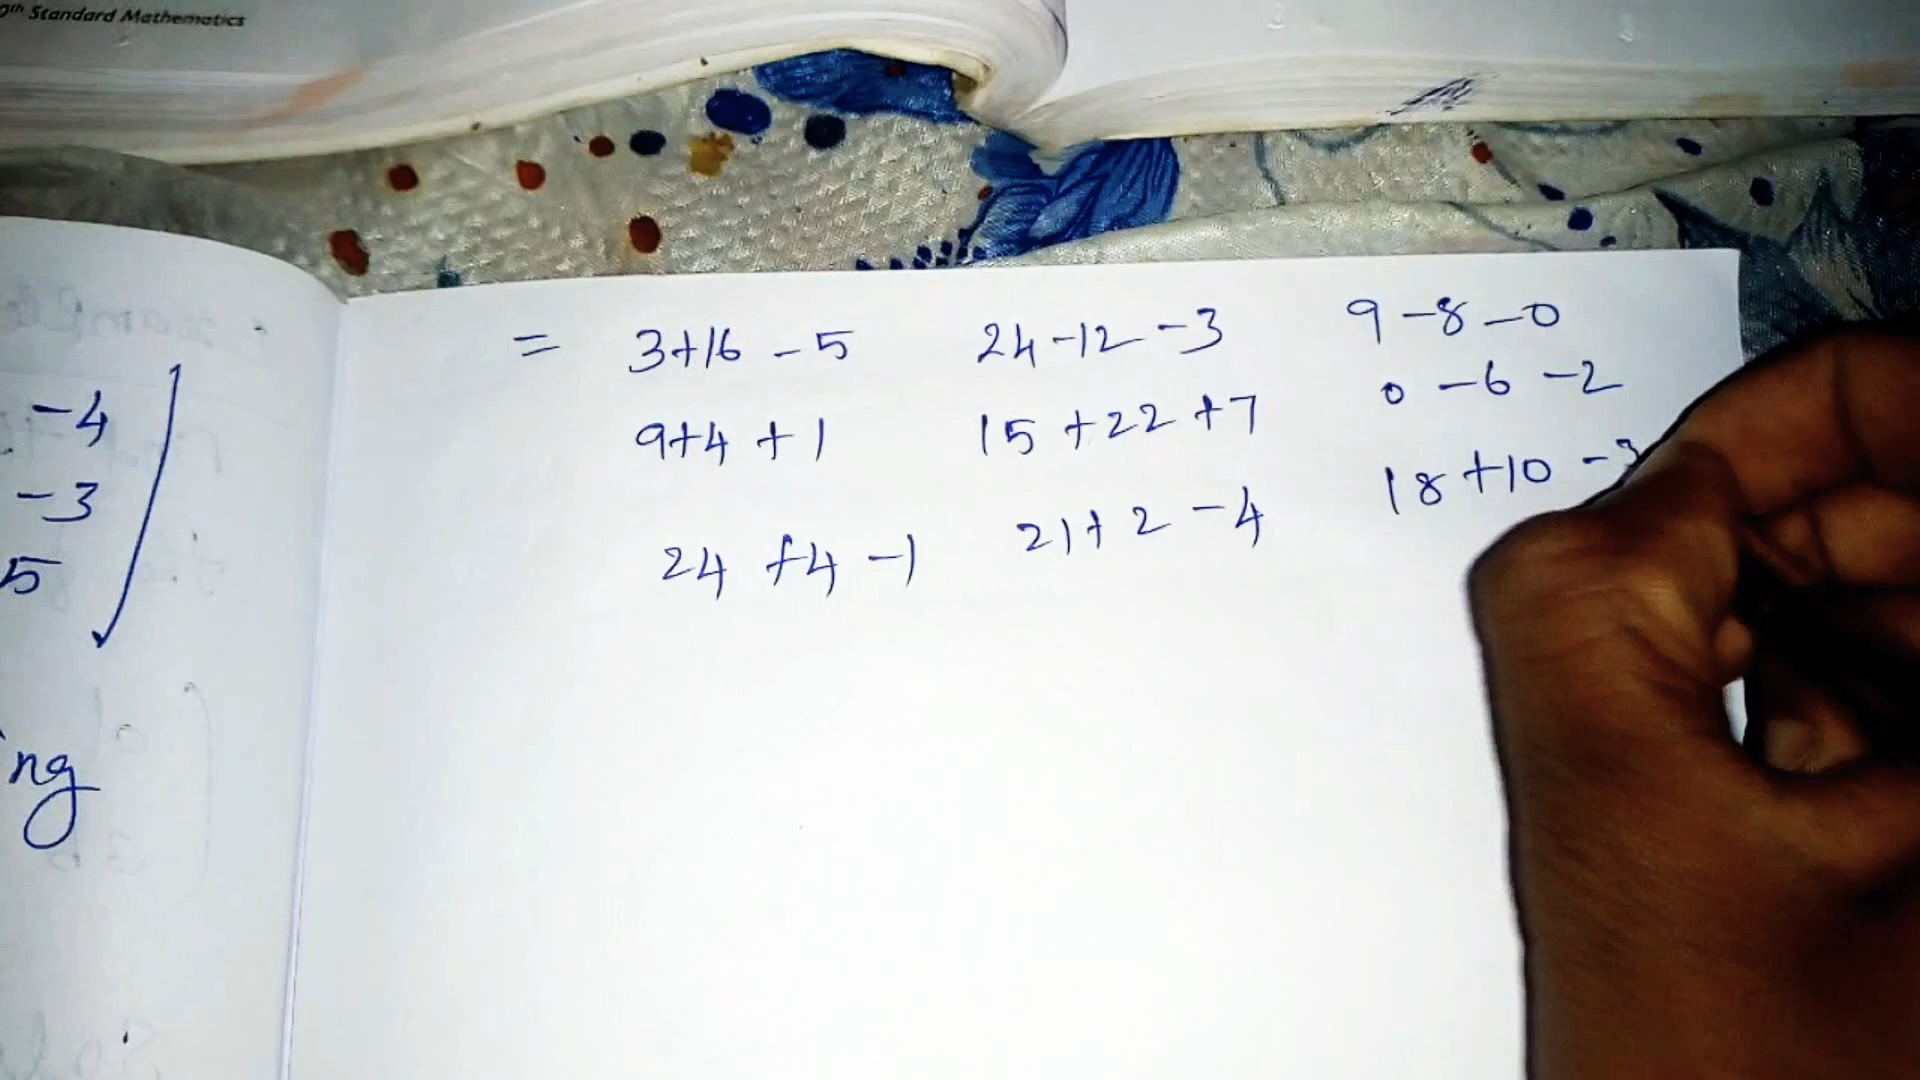 Standard Mathematics
-4
-3
5
ng
= 3+16-5 24-12-3 9-8-0
9+4+1 15+22+7 0-6-2
24+4-1 21+2-4 18+10-3